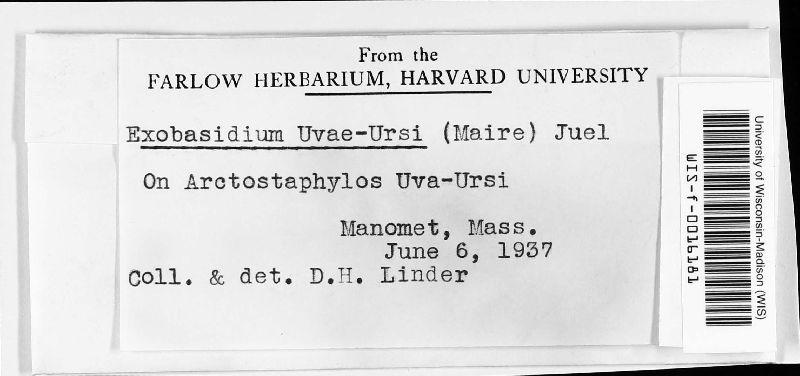 From the
FARLOW HERBARIUM, HARVARD UNIVERSITY
Exobasidium Uvae-Ursi (Maire) Juel
On Arctostaphylos Uva-Ursi
Manomet, Mass.
June 6, 1937
Coll. & det. D.H. Linder
University of Wisconsin-Madison (WIS)
WIS-f-0016181